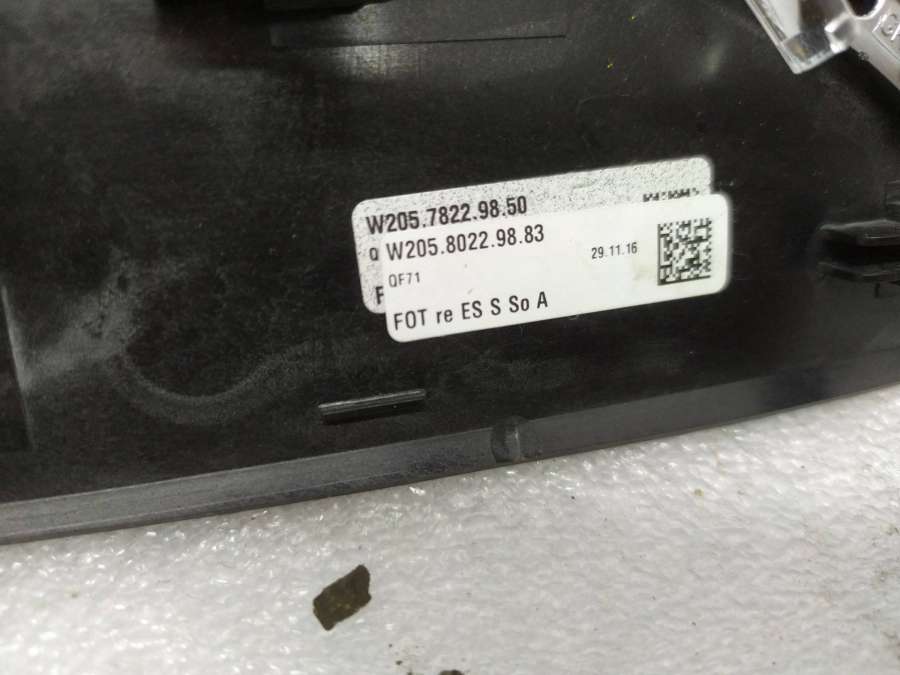 W205.7822.98.50
Q
F
W205.8022.98.83
29.11.16
QF71
FOT re ES S So A